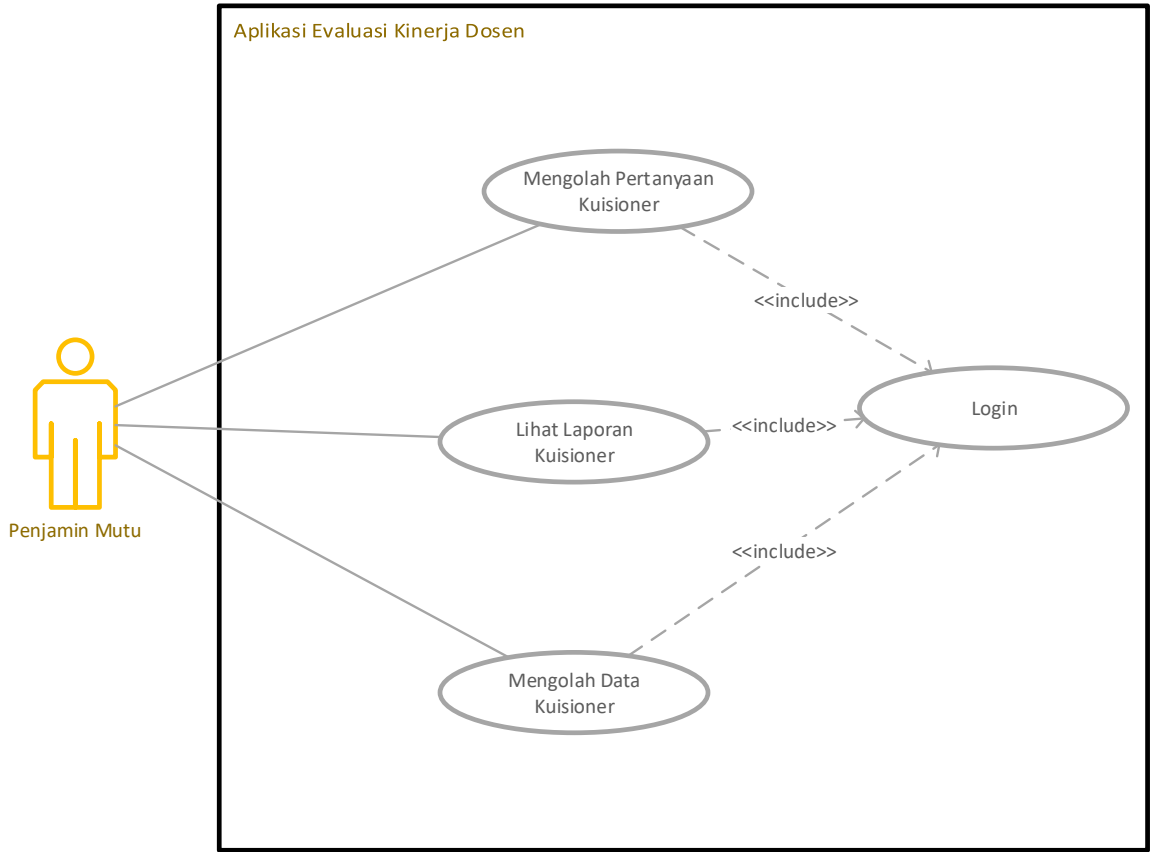 Aplikasi Evaluasi Kinerja Dosen
Mengolah Pertanyaan
Kuisioner
<<include>>
Login
Lihat Laporan
Kuisioner
<<include>>
Penjamin Mutu
<<include>>
Mengolah Data
Kuisioner